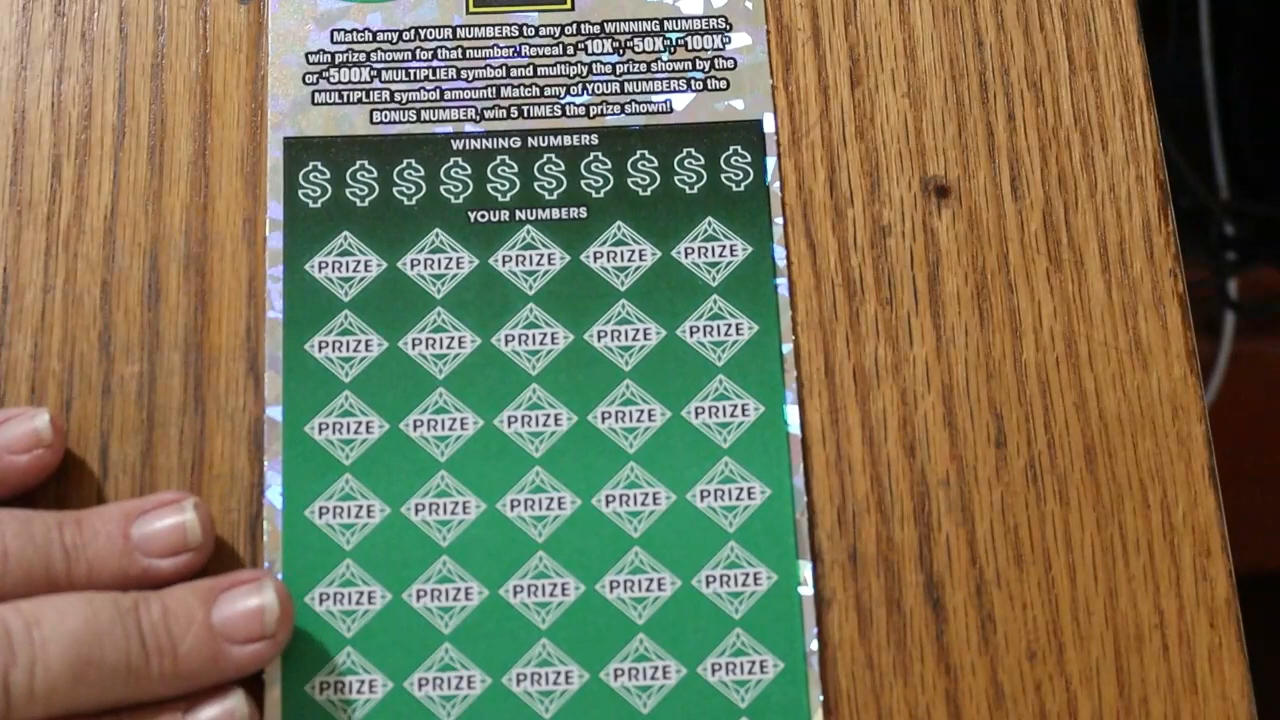 Match any of YOUR NUMBERS to any of the WINNING NUMBERS,
win prize shown for that number. Reveal a "10X", "50X", "100X"
or "500X" MULTIPLIER symbol and multiply the prize shown by the
MULTIPLIER symbol amount! Match any of YOUR NUMBERS to the
BONUS NUMBER, win 5 TIMES the prize shown!
WINNING NUMBERS
$ $ $ $ $ $ $ $ $ $
YOUR NUMBERS
PRIZE PRIZE PRIZE PRIZE PRIZE
PRIZE PRIZE PRIZE PRIZE PRIZE
PRIZE PRIZE PRIZE PRIZE PRIZE
PRIZE PRIZE PRIZE PRIZE PRIZE
PRIZE PRIZE PRIZE PRIZE PRIZE
PRIZE PRIZE PRIZE PRIZE PRIZE